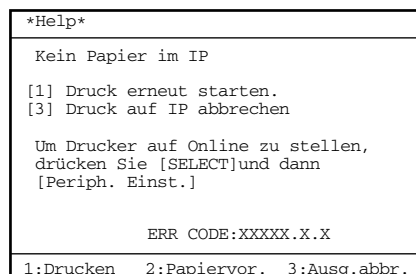 *Help*
Kein Papier im IP
[1] Druck erneut starten.
[3] Druck auf IP abbrechen
Um Drucker auf Online zu stellen,
drücken Sie [SELECT]und dann
[Periph. Einst.]
ERR CODE:XXXXX.X.X
1:Drucken 2:Papiervor. 3:Ausg.abbr.